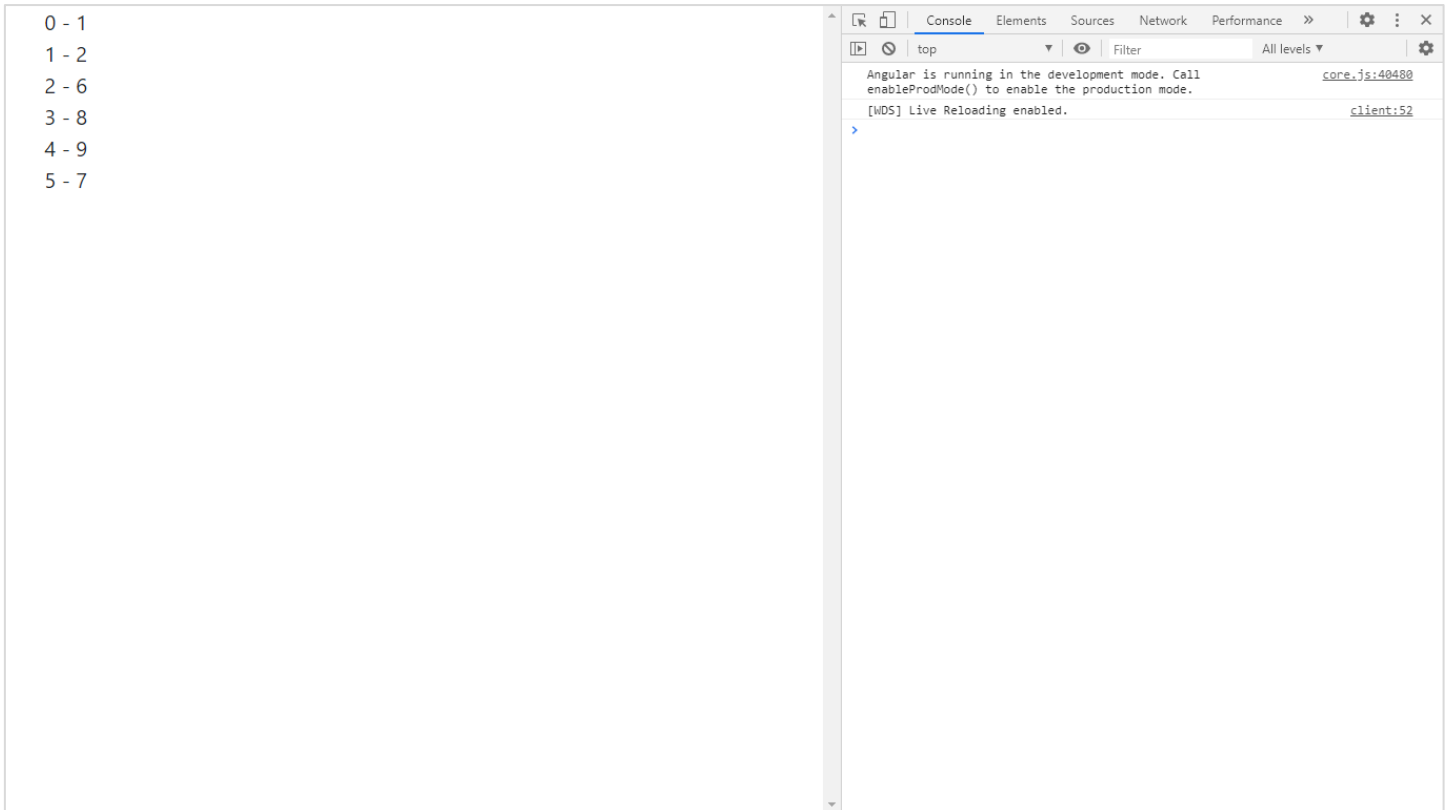 0 - 1
1 - 2
2 - 6
3 - 8
4 - 9
5 - 7
Console Elements Sources Network Performance »
top Filter All levels
Angular is running in the development mode. Call core.js:40480
enableProdMode() to enable the production mode.
[WDS] Live Reloading enabled. client:52